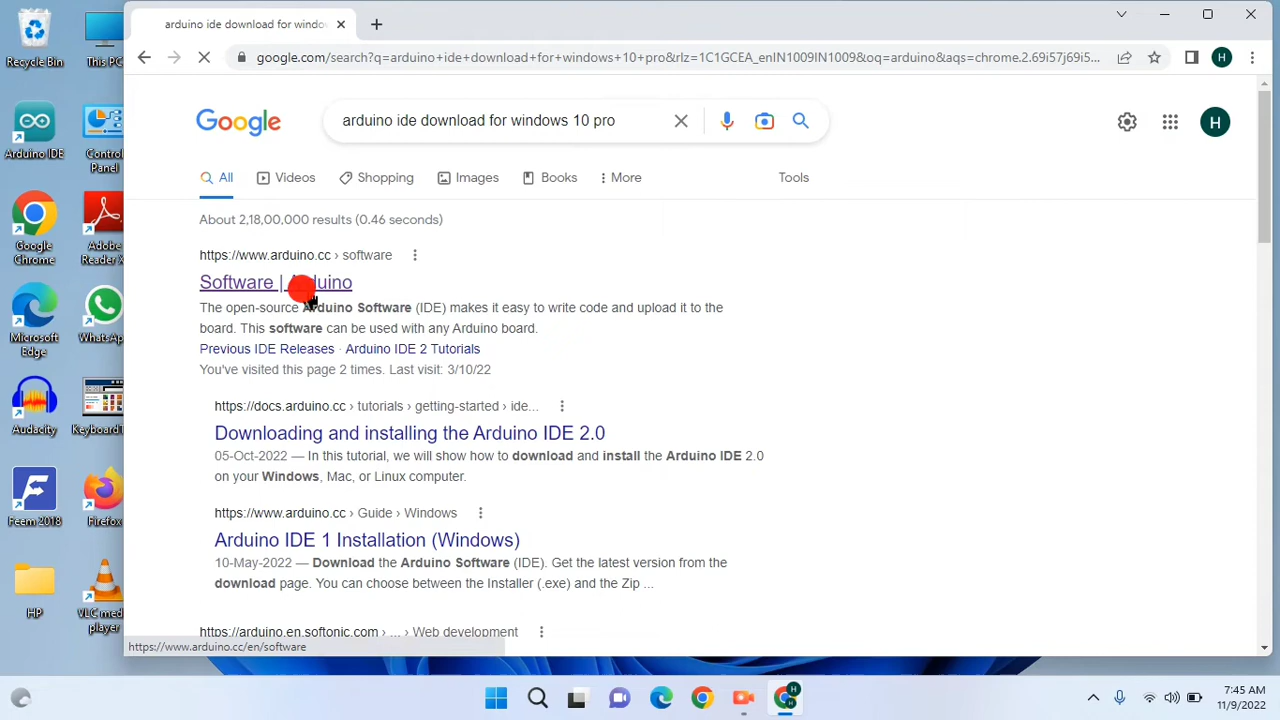 Recycle Bin
This PC
Arduino IDE
Control
Panel
Google
Chrome
Adobe
Reader X
Microsoft
Edge
WhatsA
Audacity
Keyboard
Feem 2018
Firefox
HP
VLC med
player
arduino ide download for windo
google.com/search?q=arduino+ide+download+for+windows+10+pro&rlz=1C1GCEA_enIN1009IN1009&oq=arduino&aqs=chrome.2.69i57j69i5...
H
Google
arduino ide download for windows 10 pro
H
All
Videos
Shopping
Images
Books
More
Tools
About 2,18,00,000 results (0.46 seconds)
https://www.arduino.cc › software
Software | Arduino
The open-source Arduino Software (IDE) makes it easy to write code and upload it to the
board. This software can be used with any Arduino board.
Previous IDE Releases · Arduino IDE 2 Tutorials
You've visited this page 2 times. Last visit: 3/10/22
https://docs.arduino.cc › tutorials › getting-started › ide...
Downloading and installing the Arduino IDE 2.0
05-Oct-2022 — In this tutorial, we will show how to download and install the Arduino IDE 2.0
on your Windows, Mac, or Linux computer.
https://www.arduino.cc › Guide › Windows
Arduino IDE 1 Installation (Windows)
10-May-2022 — Download the Arduino Software (IDE). Get the latest version from the
download page. You can choose between the Installer (.exe) and the Zip ...
https://arduino.en.softonic.com › ... › Web development
https://www.arduino.cc/en/software
H
7:45 AM
11/9/2022